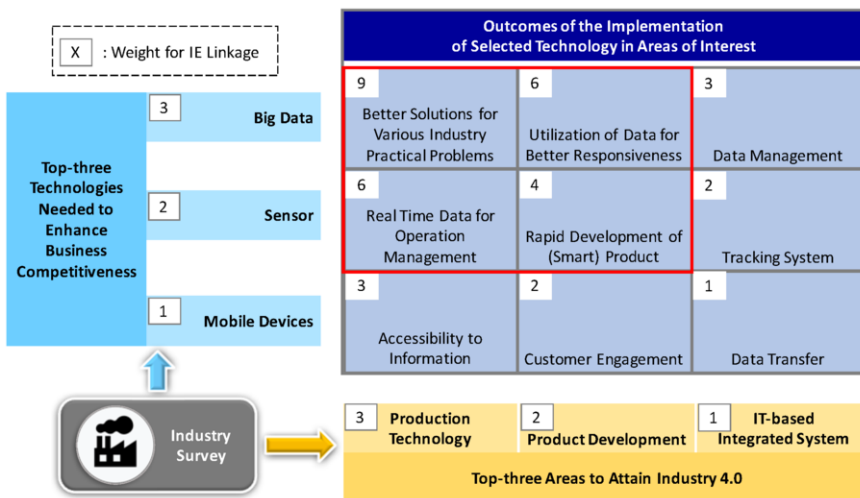 X : Weight for IE Linkage
Outcomes of the Implementation
of Selected Technology in Areas of Interest
Top-three
Technologies
Needed to
Enhance
Business
Competitiveness
3
Big Data
2
Sensor
1
Mobile Devices
9
Better Solutions for
Various Industry
Practical Problems
6
Utilization of Data for
Better Responsiveness
3
Data Management
6
Real Time Data for
Operation
Management
4
Rapid Development of
(Smart) Product
2
Tracking System
3
Accessibility to
Information
2
Customer Engagement
1
Data Transfer
Industry
Survey
3
Production
Technology
2
Product Development
1
IT-based
Integrated System
Top-three Areas to Attain Industry 4.0